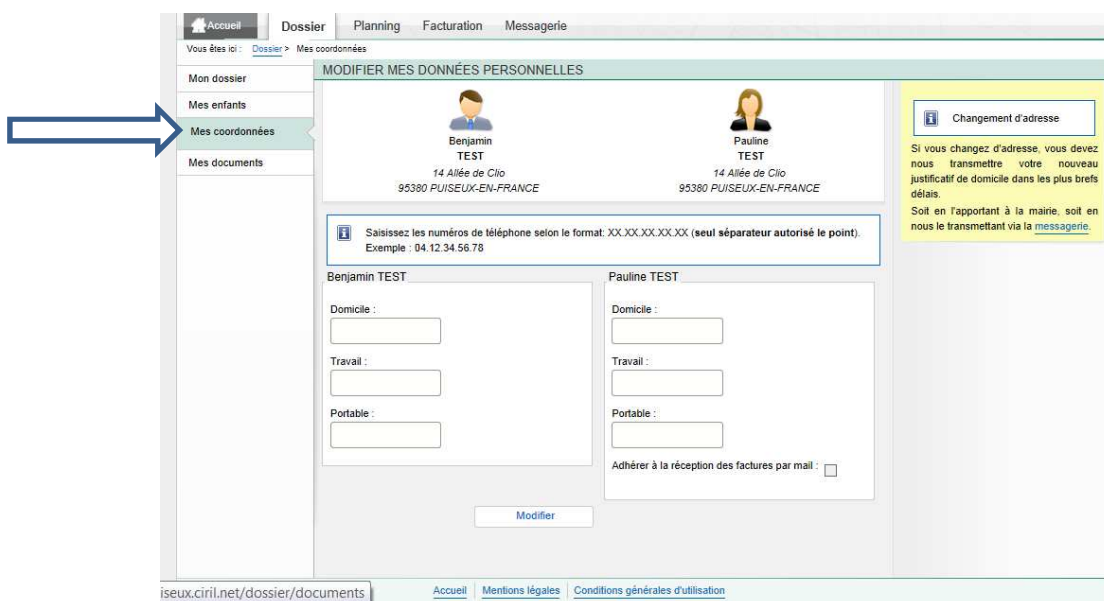 Accueil Dossier Planning Facturation Messagerie
Vous êtes ici : Dossier > Mes coordonnées
Mon dossier
Mes enfants
Mes coordonnées
Mes documents
MODIFIER MES DONNÉES PERSONNELLES
Benjamin
TEST
14 Allée de Clio
95380 PUISEUX-EN-FRANCE
Pauline
TEST
14 Allée de Clio
95380 PUISEUX-EN-FRANCE
Changement d'adresse
Si vous changez d'adresse, vous devez
nous transmettre votre nouveau
justificatif de domicile dans les plus brefs
délais.
Soit en l'apportant à la mairie, soit en
nous le transmettant via la messagerie.
Saisissez les numéros de téléphone selon le format: XX.XX.XX.XX.XX (seul séparateur autorisé le point).
Exemple : 04.12.34.56.78
Benjamin TEST
Domicile :
Travail :
Portable :
Pauline TEST
Domicile :
Travail :
Portable :
Adhérer à la réception des factures par mail :
Modifier
iseux.ciril.net/dossier/documents
Accueil Mentions légales Conditions générales d'utilisation